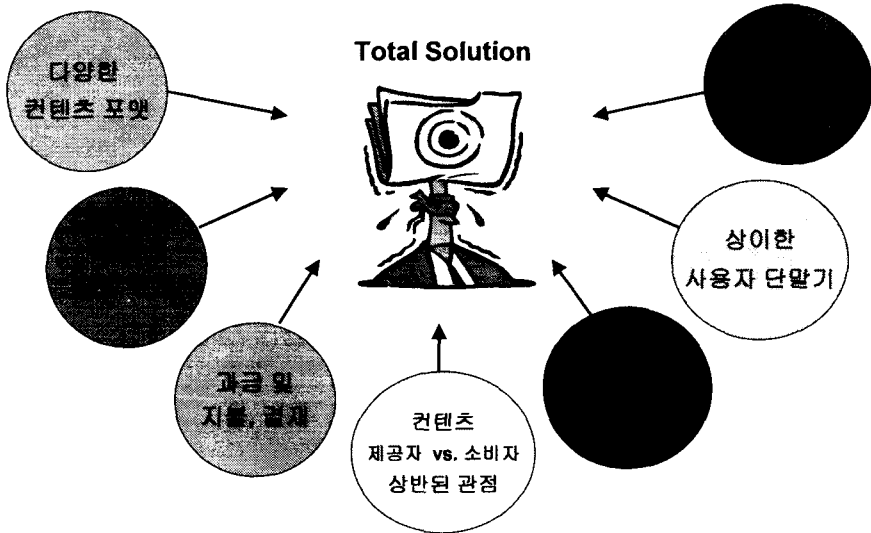 Total Solution
다양한
컨텐츠 포맷
상이한
사용자 단말기
과금 및
지불, 결재
컨텐츠
제공자 vs. 소비자
상반된 관점